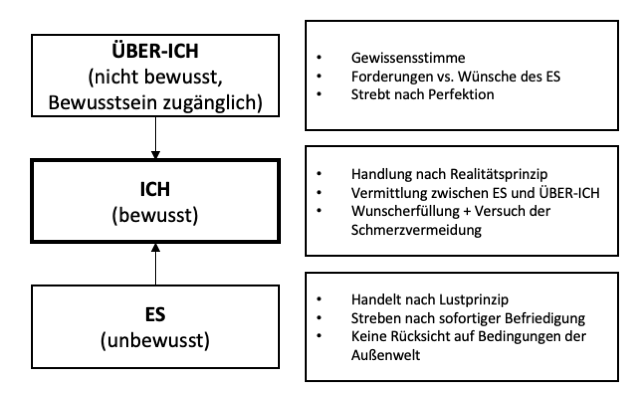 ÜBER-ICH
(nicht bewusst,
Bewusstsein zugänglich)
• Gewissensstimme
• Forderungen vs. Wünsche des ES
• Strebt nach Perfektion
ICH
(bewusst)
• Handlung nach Realitätsprinzip
• Vermittlung zwischen ES und ÜBER-ICH
• Wunscherfüllung + Versuch der
Schmerzvermeidung
ES
(unbewusst)
• Handelt nach Lustprinzip
• Streben nach sofortiger Befriedigung
• Keine Rücksicht auf Bedingungen der
Außenwelt